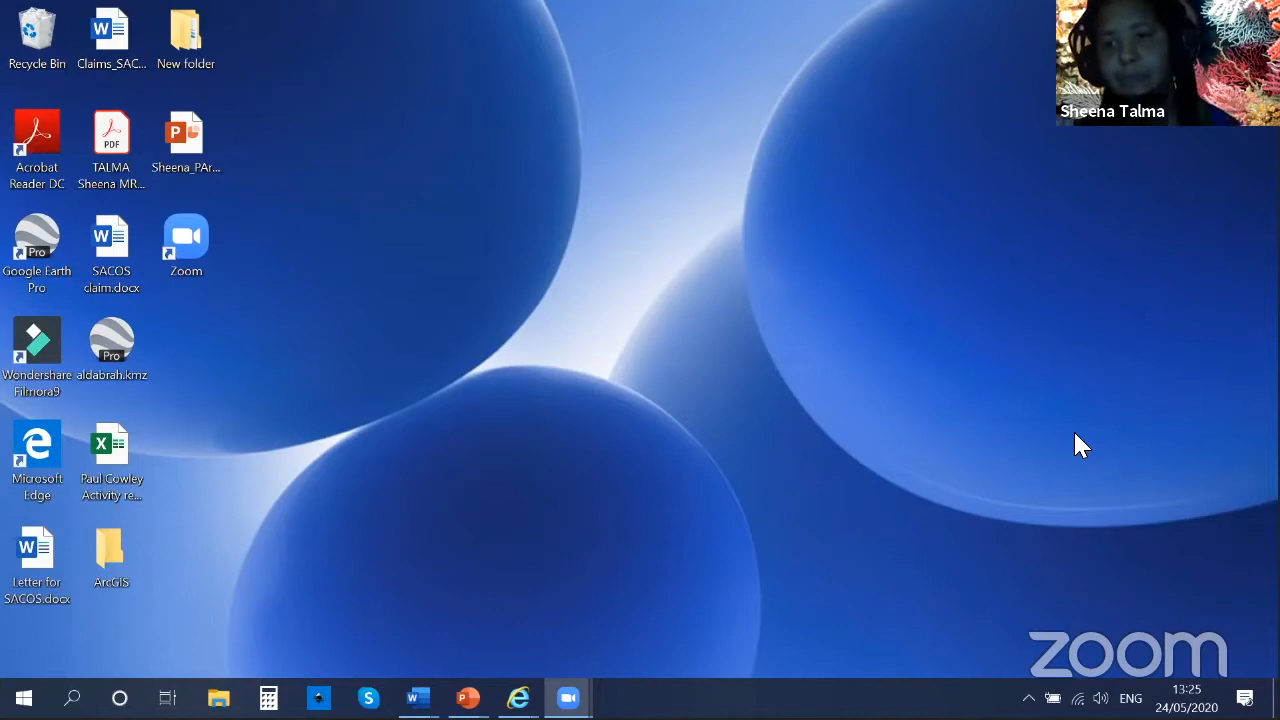 Recycle Bin
Claims_SAC...
New folder
Sheena Talma
Acrobat
Reader DC
PDF
TALMA
Sheena MR...
Sheena_PAr...
Pro
Google Earth
Pro
SACOS
claim.docx
Zoom
Wondershare
Filmora9
Pro
aldabrah.kmz
Microsoft
Edge
Paul Cowley
Activity re...
Letter for
SACOS.docx
ArcGIS
zoom
ENG
13:25
24/05/2020